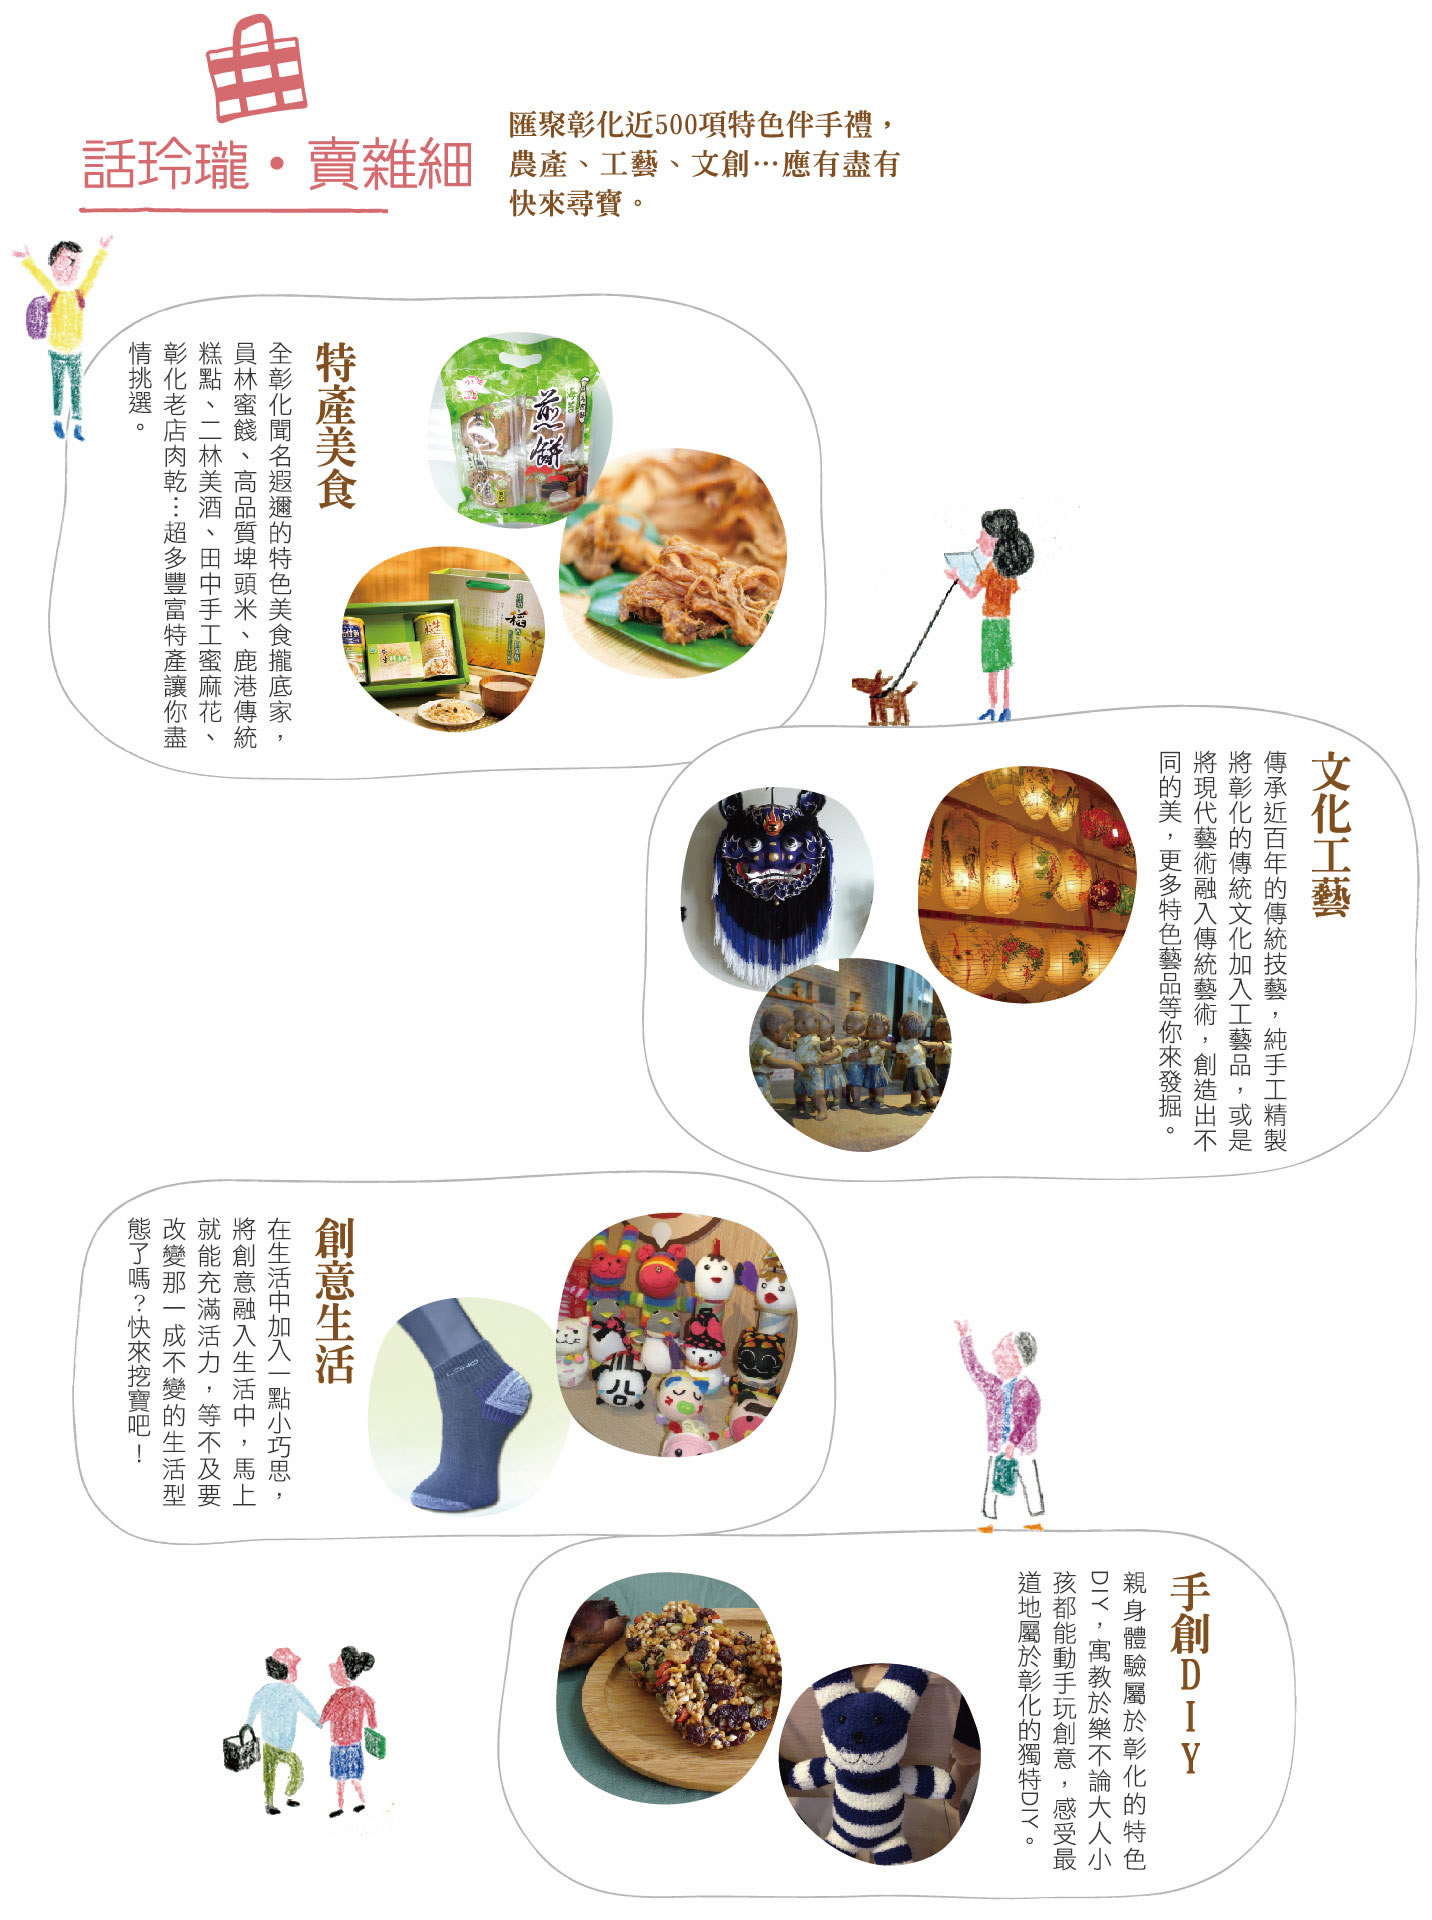 話玲瓏・賣雜細
匯聚彰化近500項特色伴手禮，
農產、工藝、文創…應有盡有
快來尋寶。
特產美食
全彰化聞名遐邇的特色美食攏底家，
員林蜜餞、高品質埤頭米、鹿港傳統
糕點、二林美酒、田中手工蜜麻花、
彰化老店肉乾…超多豐富特產讓你盡
情挑選。
海苔
煎餅
文化工藝
傳承近百年的傳統技藝，純手工精製
將彰化的傳統文化加入工藝品，或是
將現代藝術融入傳統藝術，創造出不
同的美，更多特色藝品等你來發掘。
創意生活
在生活中加入一點小巧思，
將創意融入生活中，馬上
就能充滿活力，等不及要
改變那一成不變的生活型
態了嗎？快來挖寶吧！
手創DIY
親身體驗屬於彰化的特色
DIY，寓教於樂不論大人小
孩都能動手玩創意，感受最
道地屬於彰化的獨特DIY。